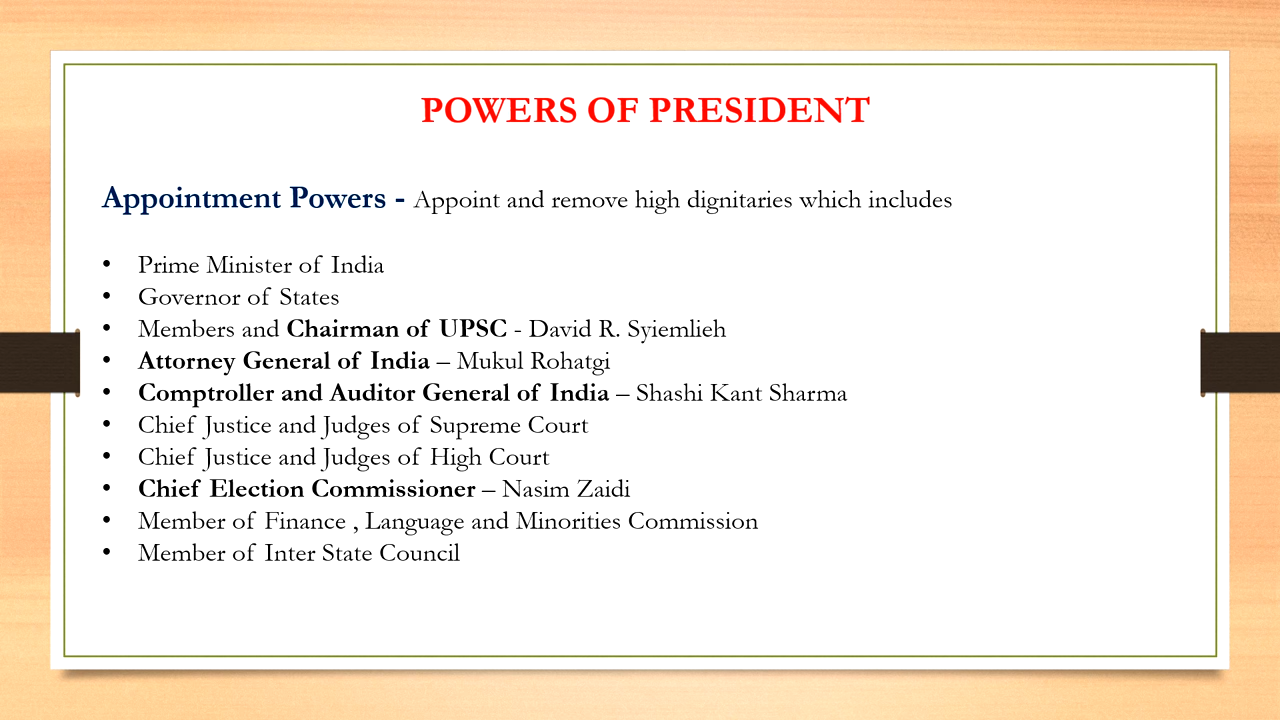 POWERS OF PRESIDENT
Appointment Powers - Appoint and remove high dignitaries which includes
• Prime Minister of India
• Governor of States
• Members and Chairman of UPSC - David R. Syiemlieh
• Attorney General of India – Mukul Rohatgi
• Comptroller and Auditor General of India – Shashi Kant Sharma
• Chief Justice and Judges of Supreme Court
• Chief Justice and Judges of High Court
• Chief Election Commissioner – Nasim Zaidi
• Member of Finance , Language and Minorities Commission
• Member of Inter State Council